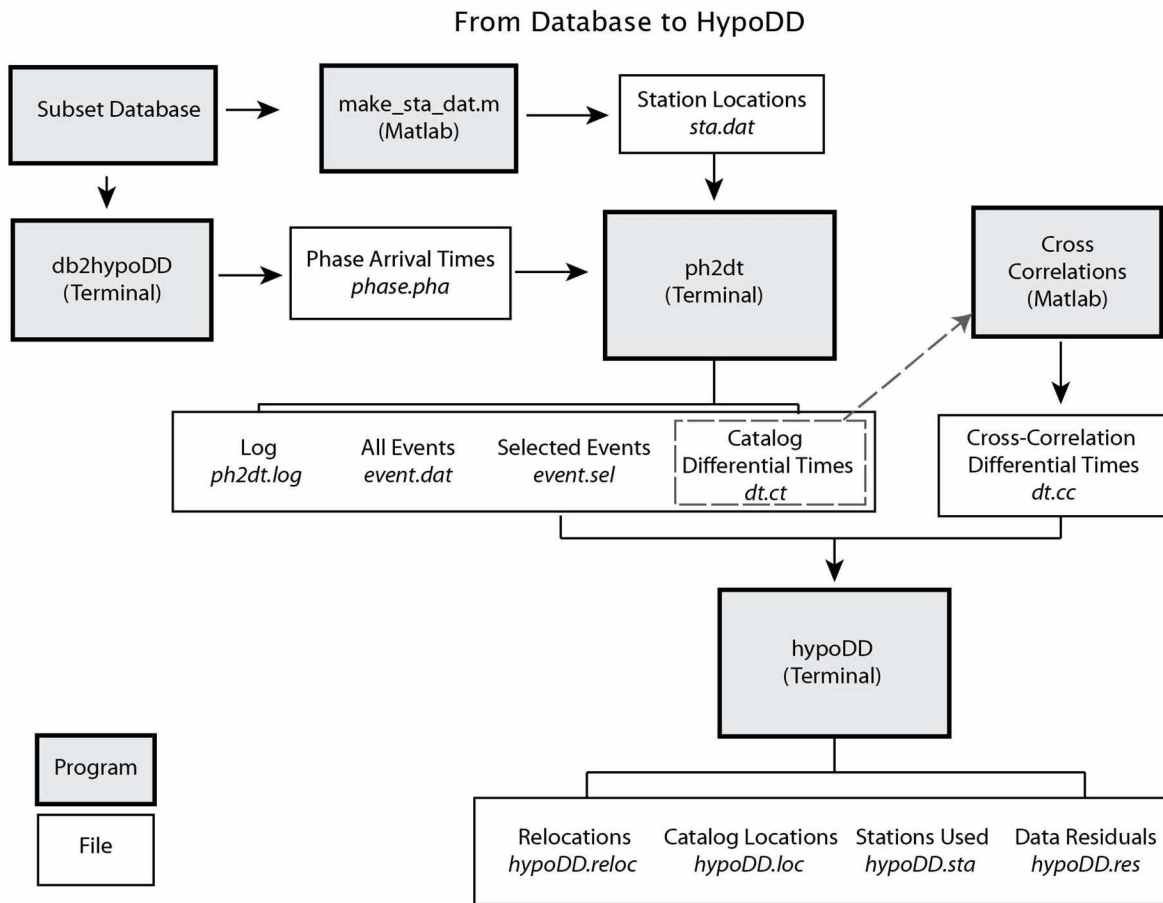 From Database to HypoDD
Subset Database
make_sta_dat.m
(Matlab)
Station Locations
sta.dat
db2hypoDD
(Terminal)
Phase Arrival Times
phase.pha
ph2dt
(Terminal)
Cross
Correlations
(Matlab)
Log
ph2dt.log
All Events
event.dat
Selected Events
event.sel
Catalog
Differential Times
dt.ct
Cross-Correlation
Differential Times
dt.cc
hypoDD
(Terminal)
Program
File
Relocations
hypoDD.reloc
Catalog Locations
hypoDD.loc
Stations Used
hypoDD.sta
Data Residuals
hypoDD.res